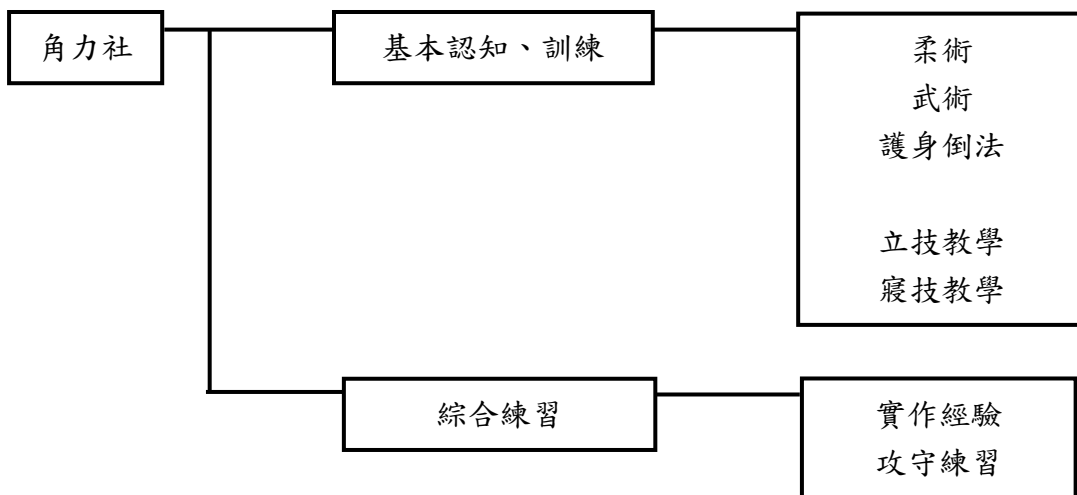 角力社
基本認知、訓練
柔術
武術
護身倒法
立技教學
寢技教學
綜合練習
實作經驗
攻守練習